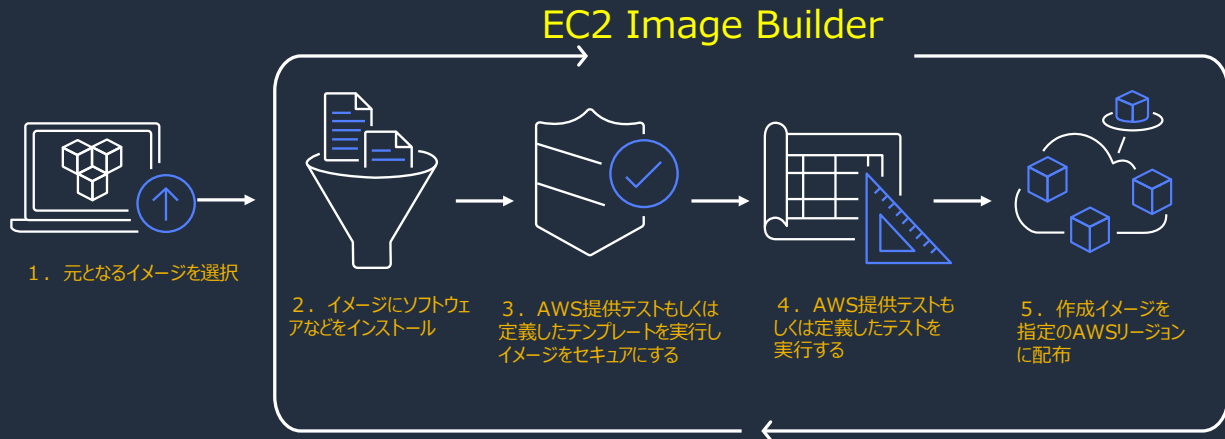 EC2 Image Builder
１．元となるイメージを選択
２．イメージにソフトウェ
アなどをインストール
３．AWS提供テストもしくは
定義したテンプレートを実行し
イメージをセキュアにする
４．AWS提供テストも
しくは定義したテストを
実行する
５．作成イメージを
指定のAWSリージョン
に配布